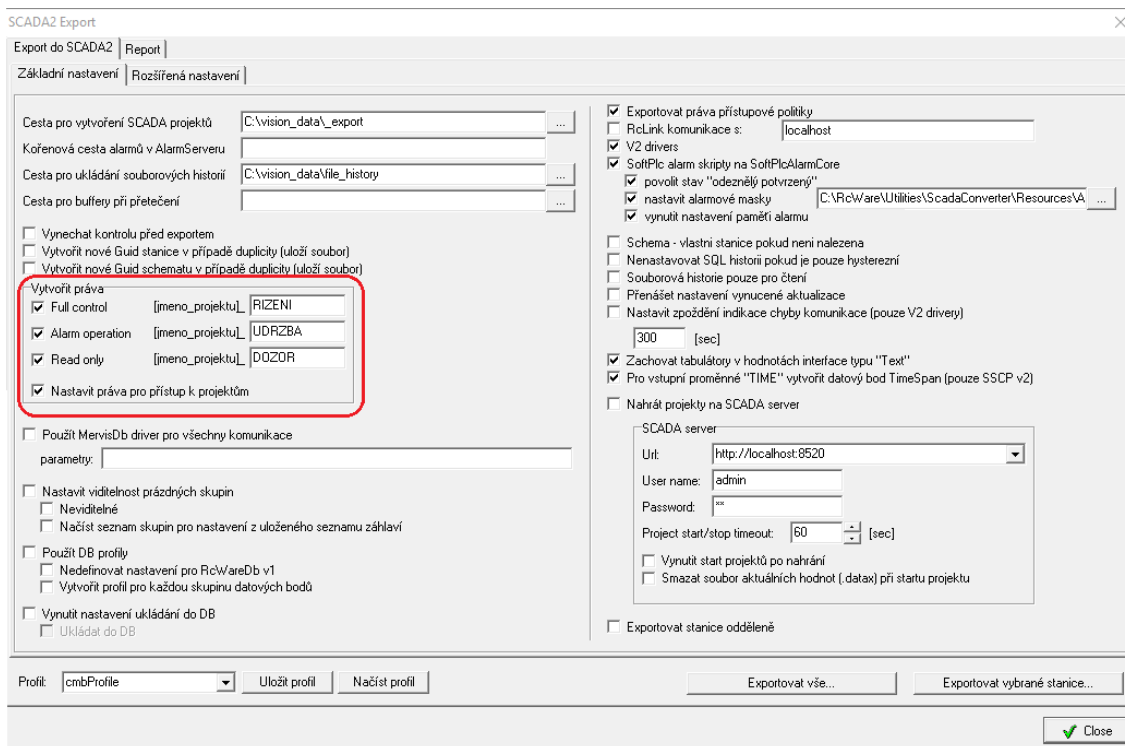 SCADA2 Export
Export do SCADA2 Report
Základní nastavení Rozšířená nastavení
Cesta pro vytvoření SCADA projektů C:\vision_data\_export ...
Kořenová cesta alarmů v AlarmServeru
Cesta pro ukládání souborových historií C:\vision_data\file_history ...
Cesta pro buffery při přetečení ...
Vynechat kontrolu před exportem
Vytvořit nové Guid stanice v případě duplicity (uloží soubor)
Vytvořit nové Guid schematu v případě duplicity (uloží soubor)
Vytvořit práva
Full control [jmeno_projektu]_ RIZENI
Alarm operation [jmeno_projektu]_ UDRZBA
Read only [jmeno_projektu]_ DOZOR
Nastavit práva pro přístup k projektům
Použít MervisDb driver pro všechny komunikace
parametry:
Nastavit viditelnost prázdných skupin
Neviditelné
Načíst seznam skupin pro nastavení z uloženého seznamu záhlaví
Použít DB profily
Nedefinovat nastavení pro RcWareDb v1
Vytvořit profil pro každou skupinu datových bodů
Vynutit nastavení ukládání do DB
Ukládat do DB
Exportovat práva přístupové politiky
RcLink komunikace s: localhost
V2 drivers
SoftPlc alarm skripty na SoftPlcAlarmCore
povolit stav "odeznělý potvrzený"
nastavit alarmové masky C:\RcWare\Utilities\ScadaConverter\Resources\A ...
vynutit nastavení paměti alarmu
Schema - vlastni stanice pokud neni nalezena
Nenastavovat SQL historii pokud je pouze hysterezní
Souborová historie pouze pro čtení
Přenášet nastavení vynucené aktualizace
Nastavit zpoždění indikace chyby komunikace (pouze V2 drivery)
300 [sec]
Zachovat tabulátory v hodnotách interface typu "Text"
Pro vstupní proměnné "TIME" vytvořit datový bod TimeSpan (pouze SSCP v2)
Nahrát projekty na SCADA server
SCADA server
Url: http://localhost:8520
User name: admin
Password: **
Project start/stop timeout: 60 [sec]
Vynutit start projektů po nahrání
Smazat soubor aktuálních hodnot (.datax) při startu projektu
Exportovat stanice odděleně
Profil: cmbProfile Uložit profil Načíst profil Exportovat vše... Exportovat vybrané stanice...
Close